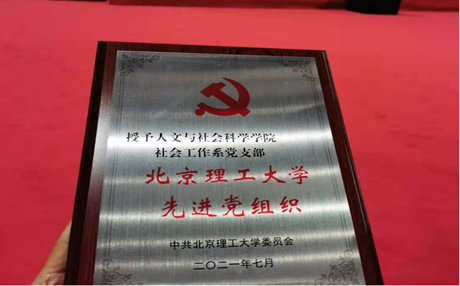 授予人文与社会科学学院
社会工作系党支部
北京理工大学
先进党组织
中共北京理工大学委员会
二〇二一年七月